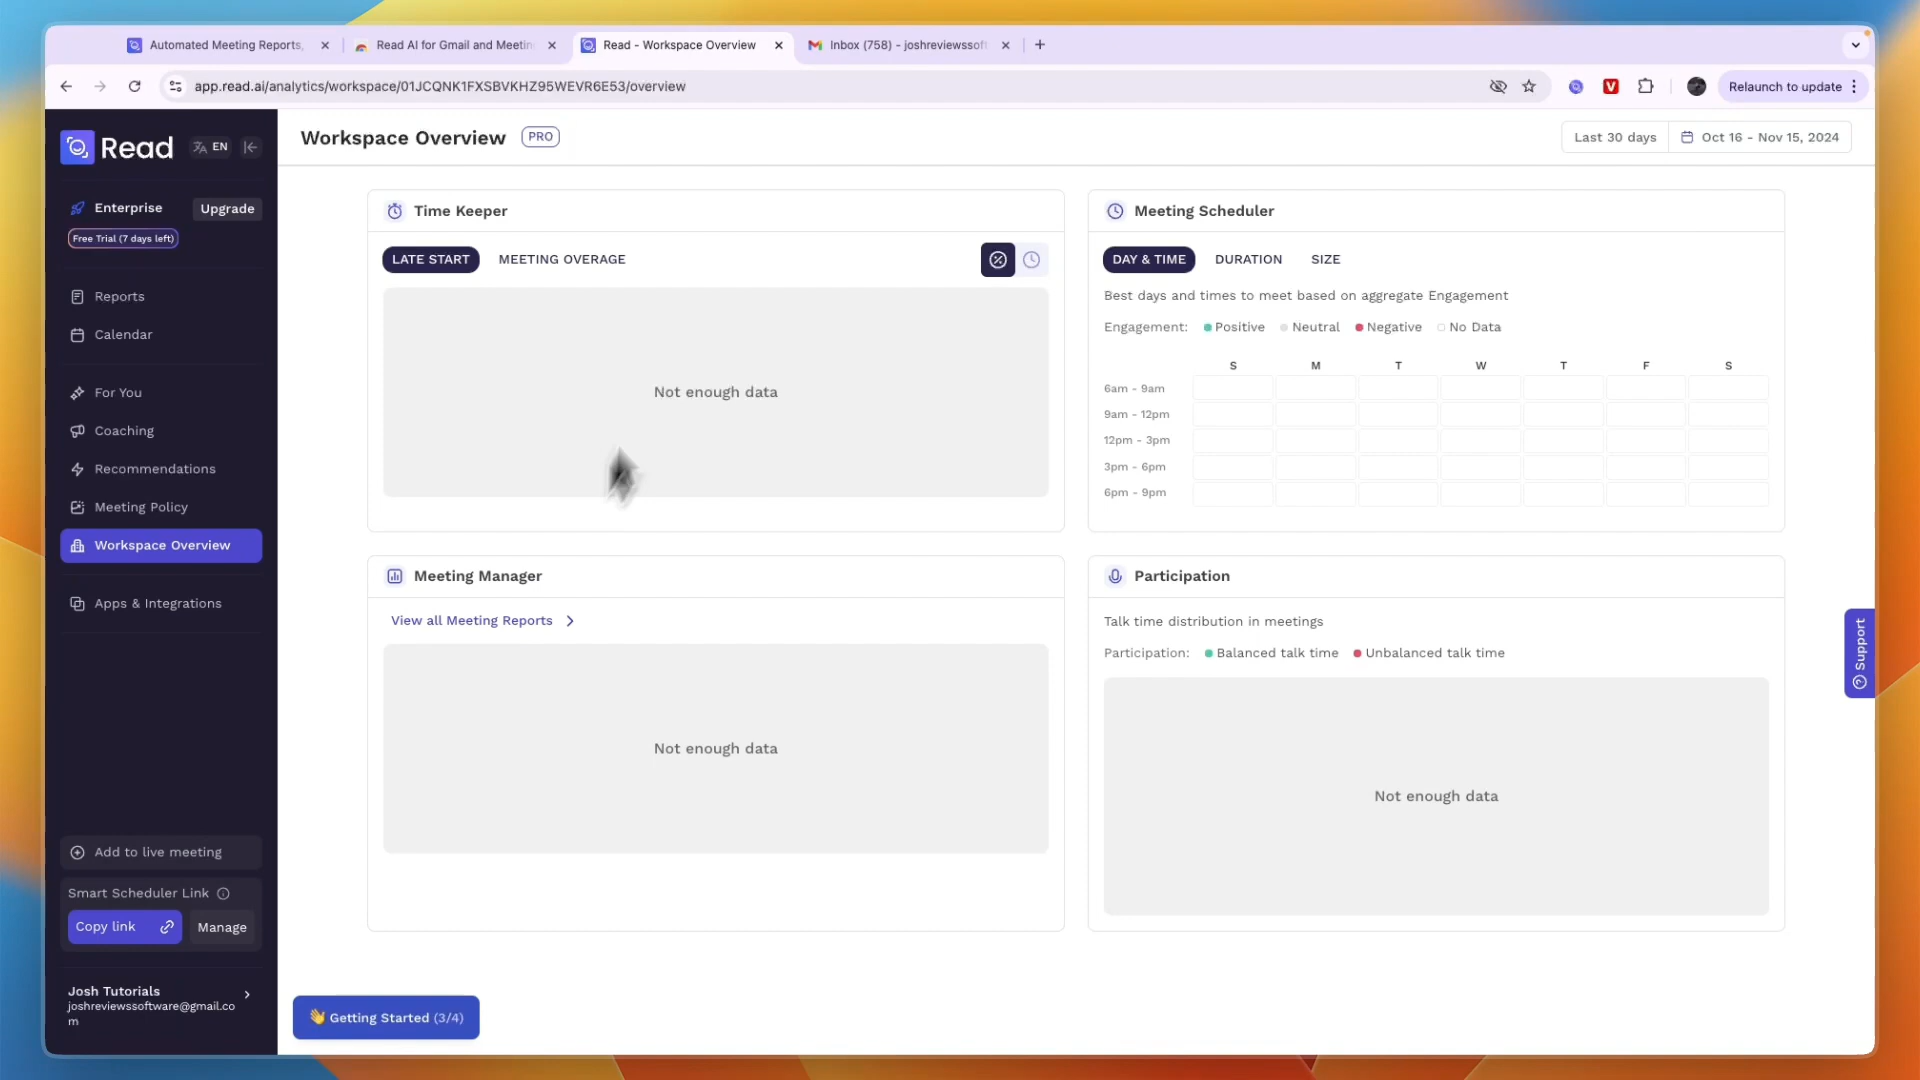 Automated Meeting Reports,
Read AI for Gmail and Meetin
Read - Workspace Overview
Inbox (758) - joshreviewssoft
app.read.ai/analytics/workspace/01JCQNK1FXSBVKHZ95WEVR6E53/overview
Relaunch to update
Read
EN
Enterprise
Upgrade
Free Trial (7 days left)
Reports
Calendar
For You
Coaching
Recommendations
Meeting Policy
Workspace Overview
Apps & Integrations
Add to live meeting
Smart Scheduler Link
Copy link
Manage
Josh Tutorials
joshreviewssoftware@gmail.co
m
Workspace Overview
PRO
Last 30 days
Oct 16 - Nov 15, 2024
Time Keeper
LATE START
MEETING OVERAGE
Not enough data
Meeting Scheduler
DAY & TIME
DURATION
SIZE
Best days and times to meet based on aggregate Engagement
Engagement: Positive Neutral Negative No Data
S M T W T F S
6am - 9am
9am - 12pm
12pm - 3pm
3pm - 6pm
6pm - 9pm
Meeting Manager
View all Meeting Reports
Not enough data
Participation
Talk time distribution in meetings
Participation: Balanced talk time Unbalanced talk time
Not enough data
Support
👋 Getting Started (3/4)